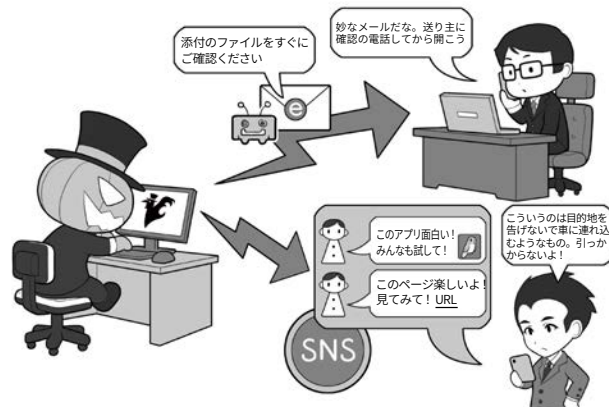 添付のファイルをすぐに
ご確認ください
妙なメールだな。送り主に
確認の電話してから開こう
e
このアプリ面白い！
みんなも試して！
このページ楽しいよ！
見てみて！URL
SNS
こういうのは目的地を
告げないで車に連れ込
むようなもの。引っか
からないよ！